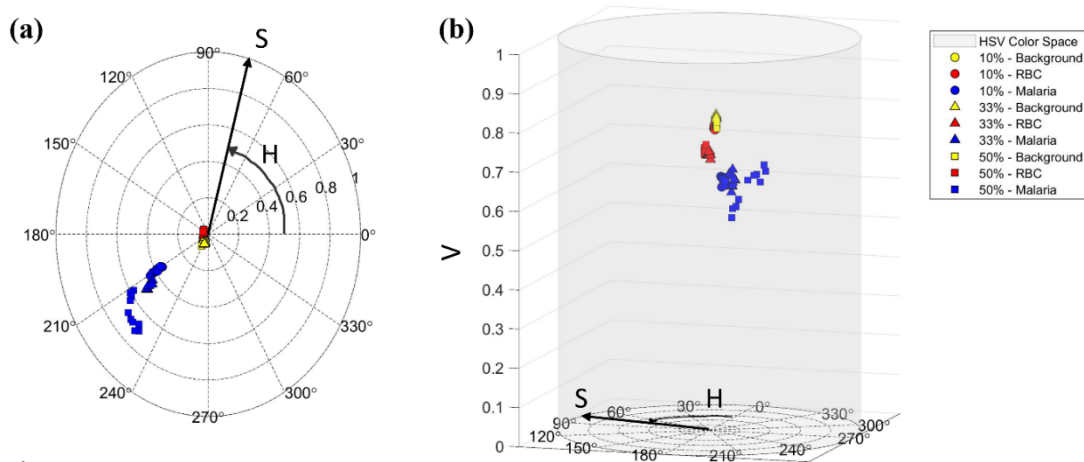 (a)
S
90°
120°
60°
150°
H
30°
1
0.8
0.6
0.4
0.2
180°
0°
210°
330°
240°
300°
270°
(b)
1
0.9
0.8
0.7
0.6
0.5
V
0.4
0.3
0.2
0.1
0
S
H
60°
30°
0°
330°
90°
300°
120°
270°
150°
240°
180°
210°
HSV Color Space
10% - Background
10% - RBC
10% - Malaria
33% - Background
33% - RBC
33% - Malaria
50% - Background
50% - RBC
50% - Malaria